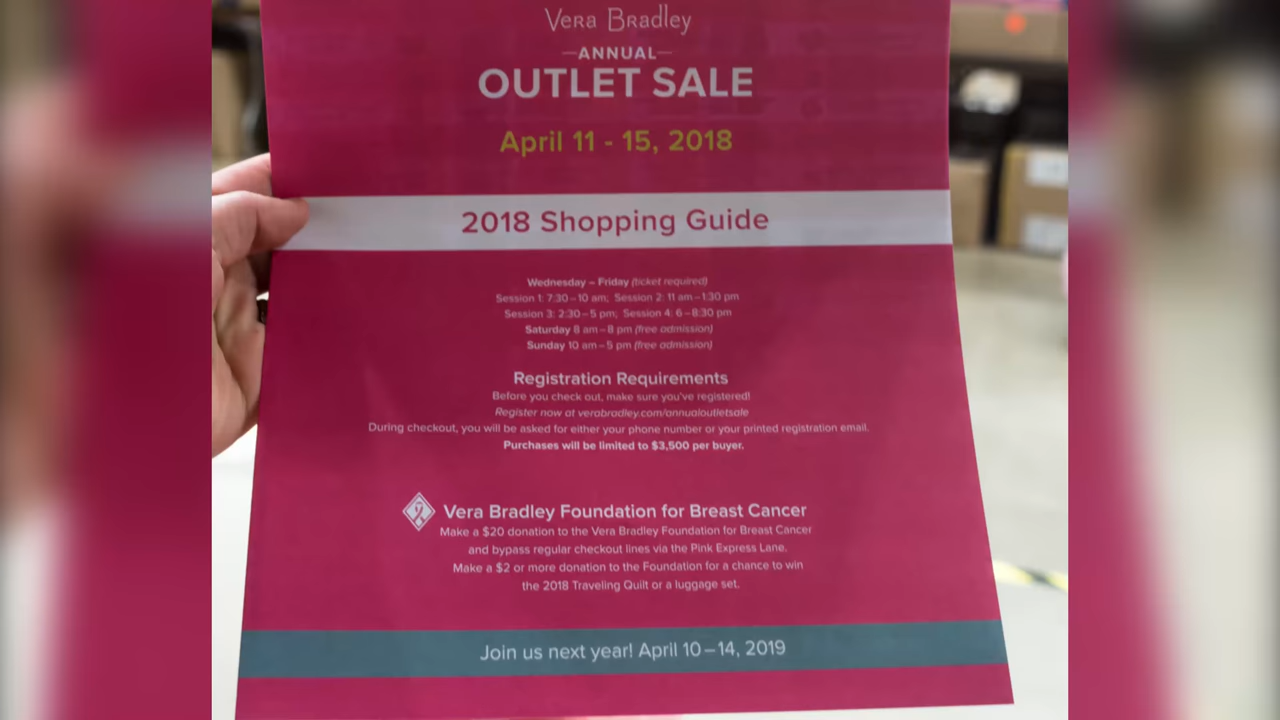 Vera Bradley
ANNUAL
OUTLET SALE
April 11 - 15, 2018
2018 Shopping Guide
Wednesday – Friday (ticket required)
Session 1: 7:30–10 am; Session 2: 11 am–1:30 pm
Session 3: 2:30–5 pm; Session 4: 6–8:30 pm
Saturday 8 am–8 pm (free admission)
Sunday 10 am–5 pm (free admission)
Registration Requirements
Before you check out, make sure you've registered!
Register now at verabradley.com/annualoutletsale
During checkout, you will be asked for either your phone number or your printed registration email.
Purchases will be limited to $3,500 per buyer.
Vera Bradley Foundation for Breast Cancer
Make a $20 donation to the Vera Bradley Foundation for Breast Cancer
and bypass regular checkout lines via the Pink Express Lane.
Make a $2 or more donation to the Foundation for a chance to win
the 2018 Traveling Quilt or a luggage set.
Join us next year! April 10–14, 2019